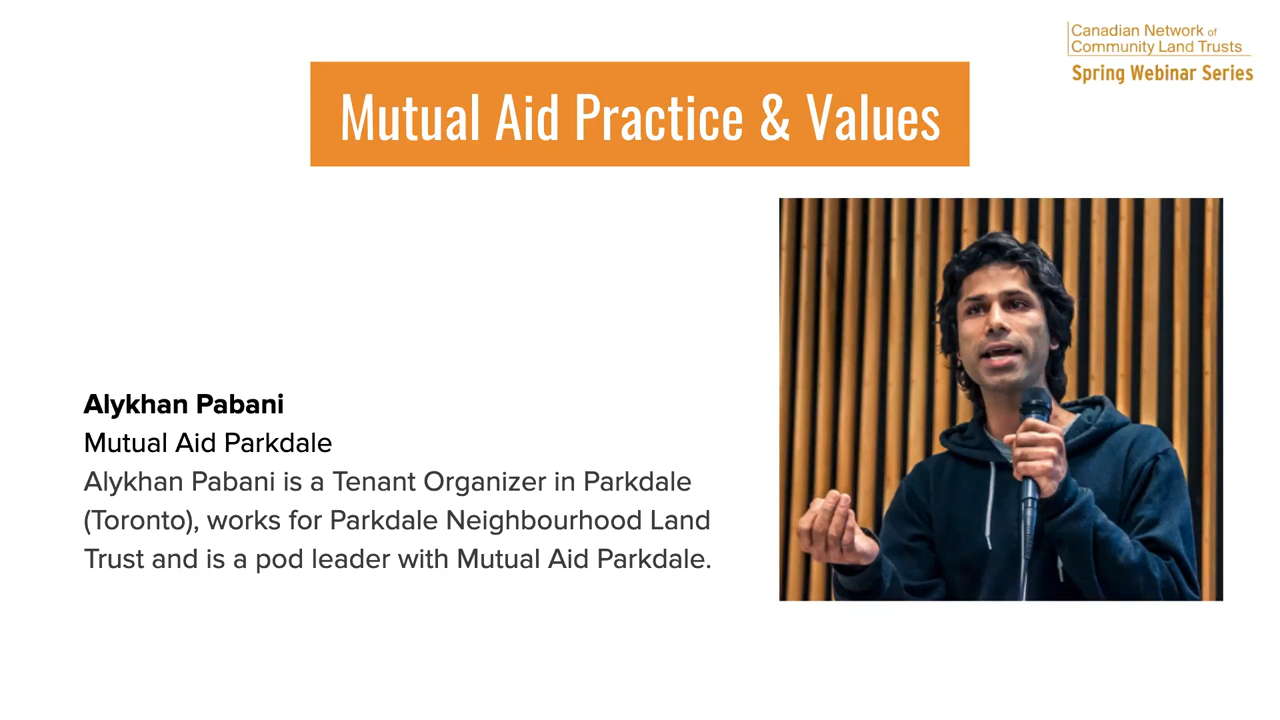 Canadian Network of
Community Land Trusts
Spring Webinar Series
Mutual Aid Practice & Values
Alykhan Pabani
Mutual Aid Parkdale
Alykhan Pabani is a Tenant Organizer in Parkdale
(Toronto), works for Parkdale Neighbourhood Land
Trust and is a pod leader with Mutual Aid Parkdale.